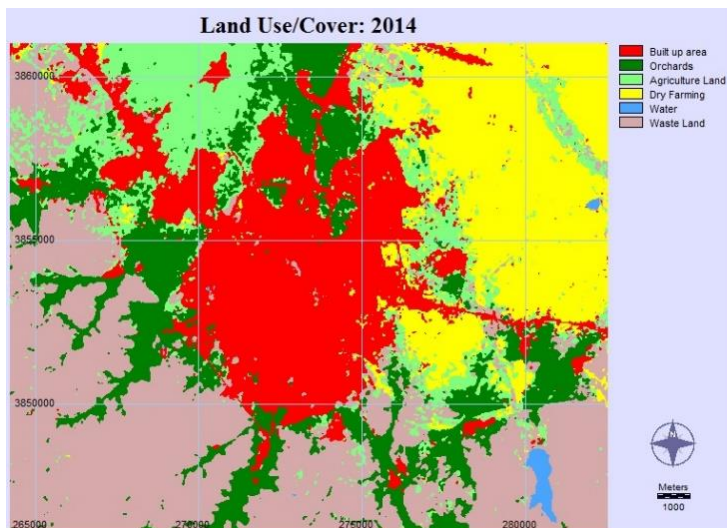 Land Use/Cover: 2014
Built up area
Orchards
Agriculture Land
Dry Farming
Water
Waste Land
3860000
3855000
3850000
265000
270000
275000
280000
Meters
1000